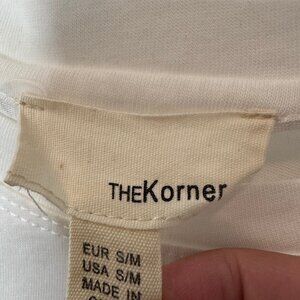 THEKorner
EUR S/M
USA S/M
MADE IN